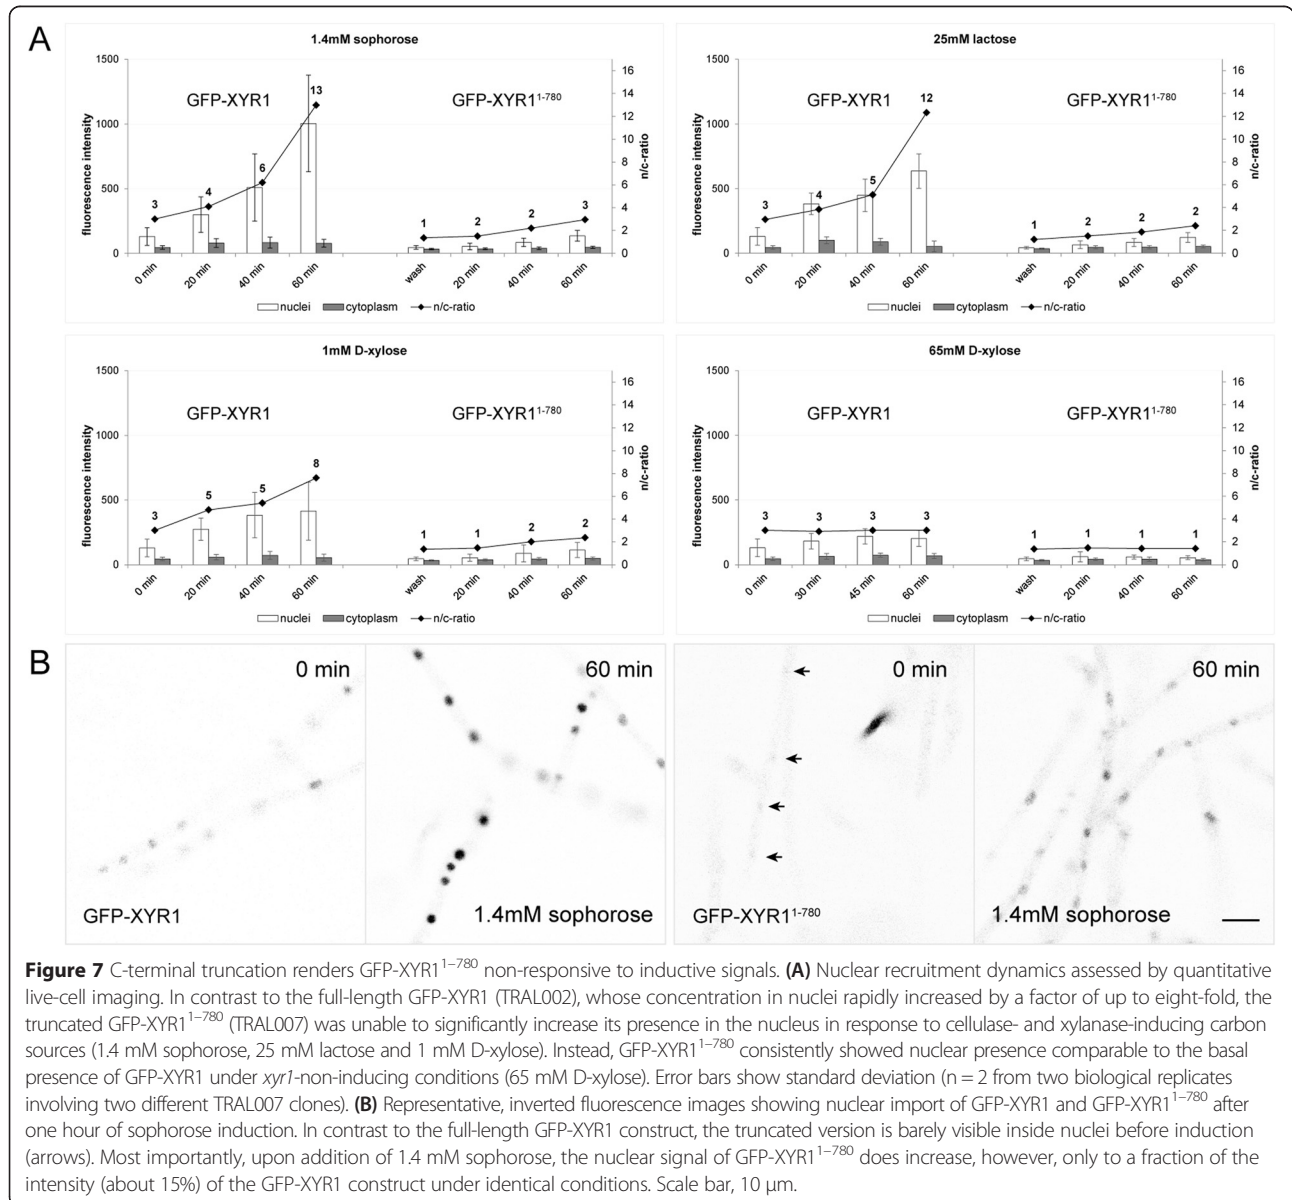 A
1.4mM sophorose
fluorescence intensity
1500
1000
500
0
GFP-XYR1
GFP-XYR1¹⁻⁷⁸⁰
3
4
6
13
1
2
2
3
16
14
12
10
8
6
4
2
0
n/c-ratio
0 min
20 min
40 min
60 min
wash
20 min
40 min
60 min
nuclei cytoplasm n/c-ratio
25mM lactose
fluorescence intensity
1500
1000
500
0
GFP-XYR1
GFP-XYR1¹⁻⁷⁸⁰
3
4
5
12
1
2
2
2
16
14
12
10
8
6
4
2
0
n/c-ratio
0 min
20 min
40 min
60 min
wash
20 min
40 min
60 min
nuclei cytoplasm n/c-ratio
1mM D-xylose
fluorescence intensity
1500
1000
500
0
GFP-XYR1
GFP-XYR1¹⁻⁷⁸⁰
3
5
5
8
1
1
2
2
16
14
12
10
8
6
4
2
0
n/c-ratio
0 min
20 min
40 min
60 min
wash
20 min
40 min
60 min
nuclei cytoplasm n/c-ratio
65mM D-xylose
fluorescence intensity
1500
1000
500
0
GFP-XYR1
GFP-XYR1¹⁻⁷⁸⁰
3
3
3
3
1
1
1
1
16
14
12
10
8
6
4
2
0
n/c-ratio
0 min
30 min
45 min
60 min
wash
20 min
40 min
60 min
nuclei cytoplasm n/c-ratio
B
0 min
GFP-XYR1
60 min
1.4mM sophorose
0 min
GFP-XYR1¹⁻⁷⁸⁰
60 min
1.4mM sophorose
Figure 7 C-terminal truncation renders GFP-XYR1¹⁻⁷⁸⁰ non-responsive to inductive signals. (A) Nuclear recruitment dynamics assessed by quantitative
live-cell imaging. In contrast to the full-length GFP-XYR1 (TRAL002), whose concentration in nuclei rapidly increased by a factor of up to eight-fold, the
truncated GFP-XYR1¹⁻⁷⁸⁰ (TRAL007) was unable to significantly increase its presence in the nucleus in response to cellulase- and xylanase-inducing carbon
sources (1.4 mM sophorose, 25 mM lactose and 1 mM D-xylose). Instead, GFP-XYR1¹⁻⁷⁸⁰ consistently showed nuclear presence comparable to the basal
presence of GFP-XYR1 under xyr1-non-inducing conditions (65 mM D-xylose). Error bars show standard deviation (n = 2 from two biological replicates
involving two different TRAL007 clones). (B) Representative, inverted fluorescence images showing nuclear import of GFP-XYR1 and GFP-XYR1¹⁻⁷⁸⁰ after
one hour of sophorose induction. In contrast to the full-length GFP-XYR1 construct, the truncated version is barely visible inside nuclei before induction
(arrows). Most importantly, upon addition of 1.4 mM sophorose, the nuclear signal of GFP-XYR1¹⁻⁷⁸⁰ does increase, however, only to a fraction of the
intensity (about 15%) of the GFP-XYR1 construct under identical conditions. Scale bar, 10 μm.